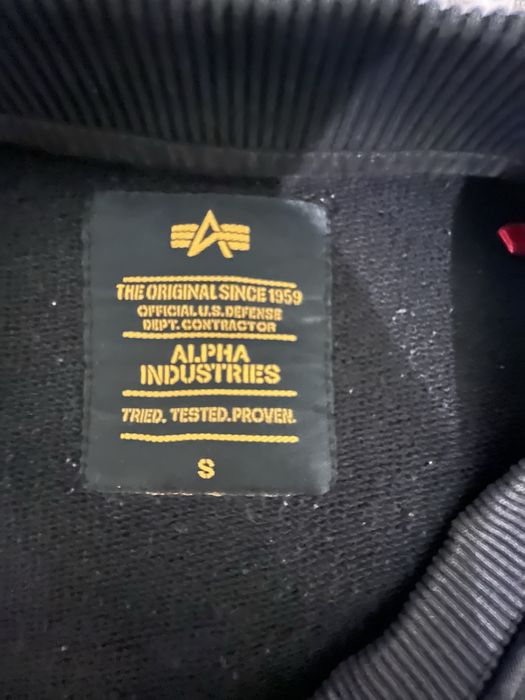 THE ORIGINAL SINCE 1959
OFFICIAL U.S. DEFENSE
DEPT. CONTRACTOR
ALPHA
INDUSTRIES
TRIED. TESTED. PROVEN.
S